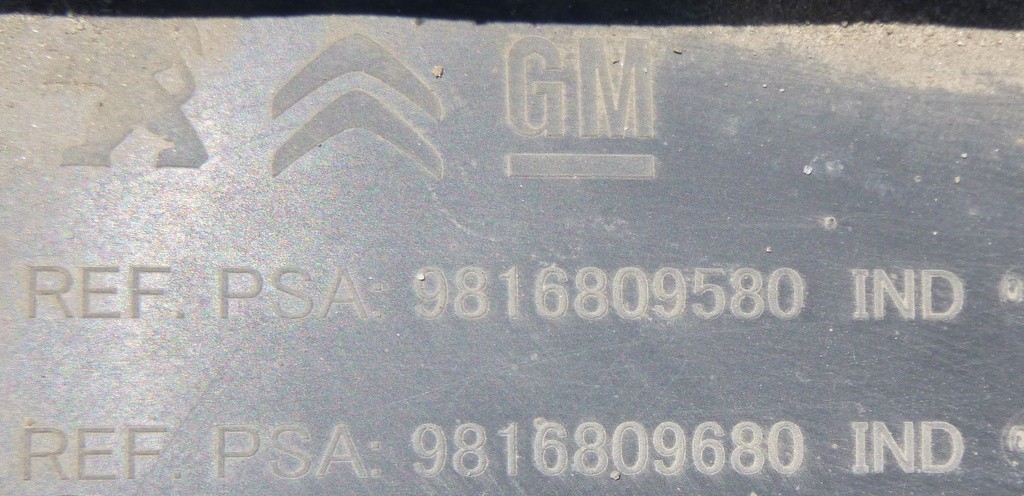 GM
REF. PSA: 9816809580 IND
REF. PSA: 9816809680 IND